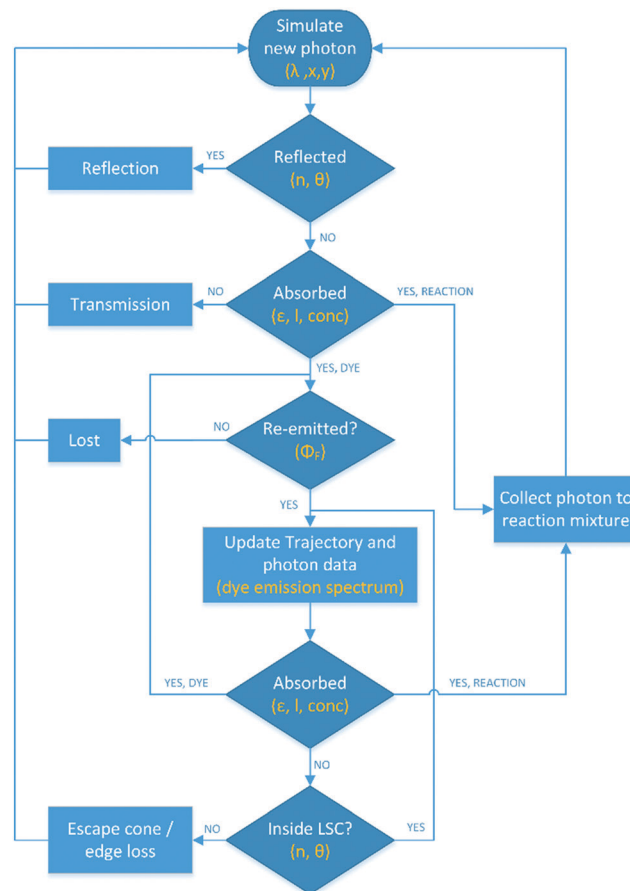 Simulate
new photon
(λ ,x,y)
YES
Reflection
Reflected
(n, θ)
NO
Transmission
NO
Absorbed
(ε, l, conc)
YES, REACTION
YES, DYE
Lost
NO
Re-emitted?
(ΦF)
YES
Collect photon to
reaction mixture
Update Trajectory and
photon data
(dye emission spectrum)
YES, DYE
Absorbed
(ε, l, conc)
YES, REACTION
NO
Escape cone /
edge loss
NO
Inside LSC?
(n, θ)
YES